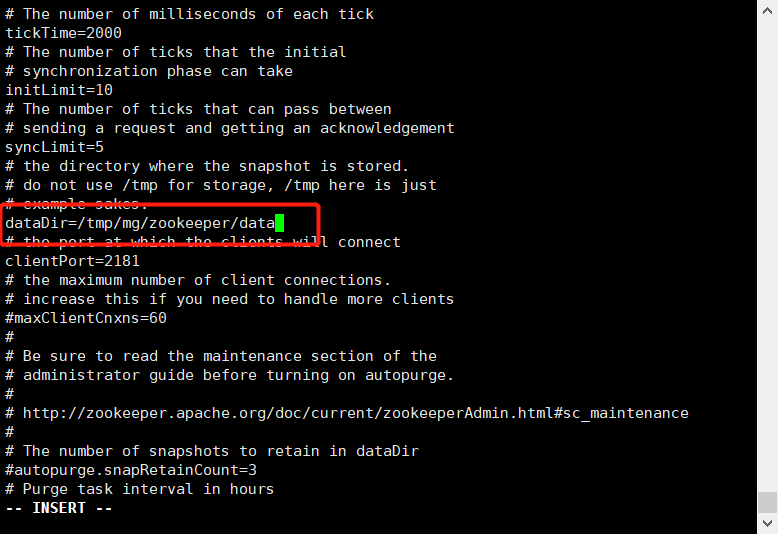 # The number of milliseconds of each tick
tickTime=2000
# The number of ticks that the initial
# synchronization phase can take
initLimit=10
# The number of ticks that can pass between
# sending a request and getting an acknowledgement
syncLimit=5
# the directory where the snapshot is stored.
# do not use /tmp for storage, /tmp here is just
# example sakes.
dataDir=/tmp/mg/zookeeper/data
# the port at which the clients will connect
clientPort=2181
# the maximum number of client connections.
# increase this if you need to handle more clients
#maxClientCnxns=60
#
# Be sure to read the maintenance section of the
# administrator guide before turning on autopurge.
#
# http://zookeeper.apache.org/doc/current/zookeeperAdmin.html#sc_maintenance
#
# The number of snapshots to retain in dataDir
#autopurge.snapRetainCount=3
# Purge task interval in hours
-- INSERT --